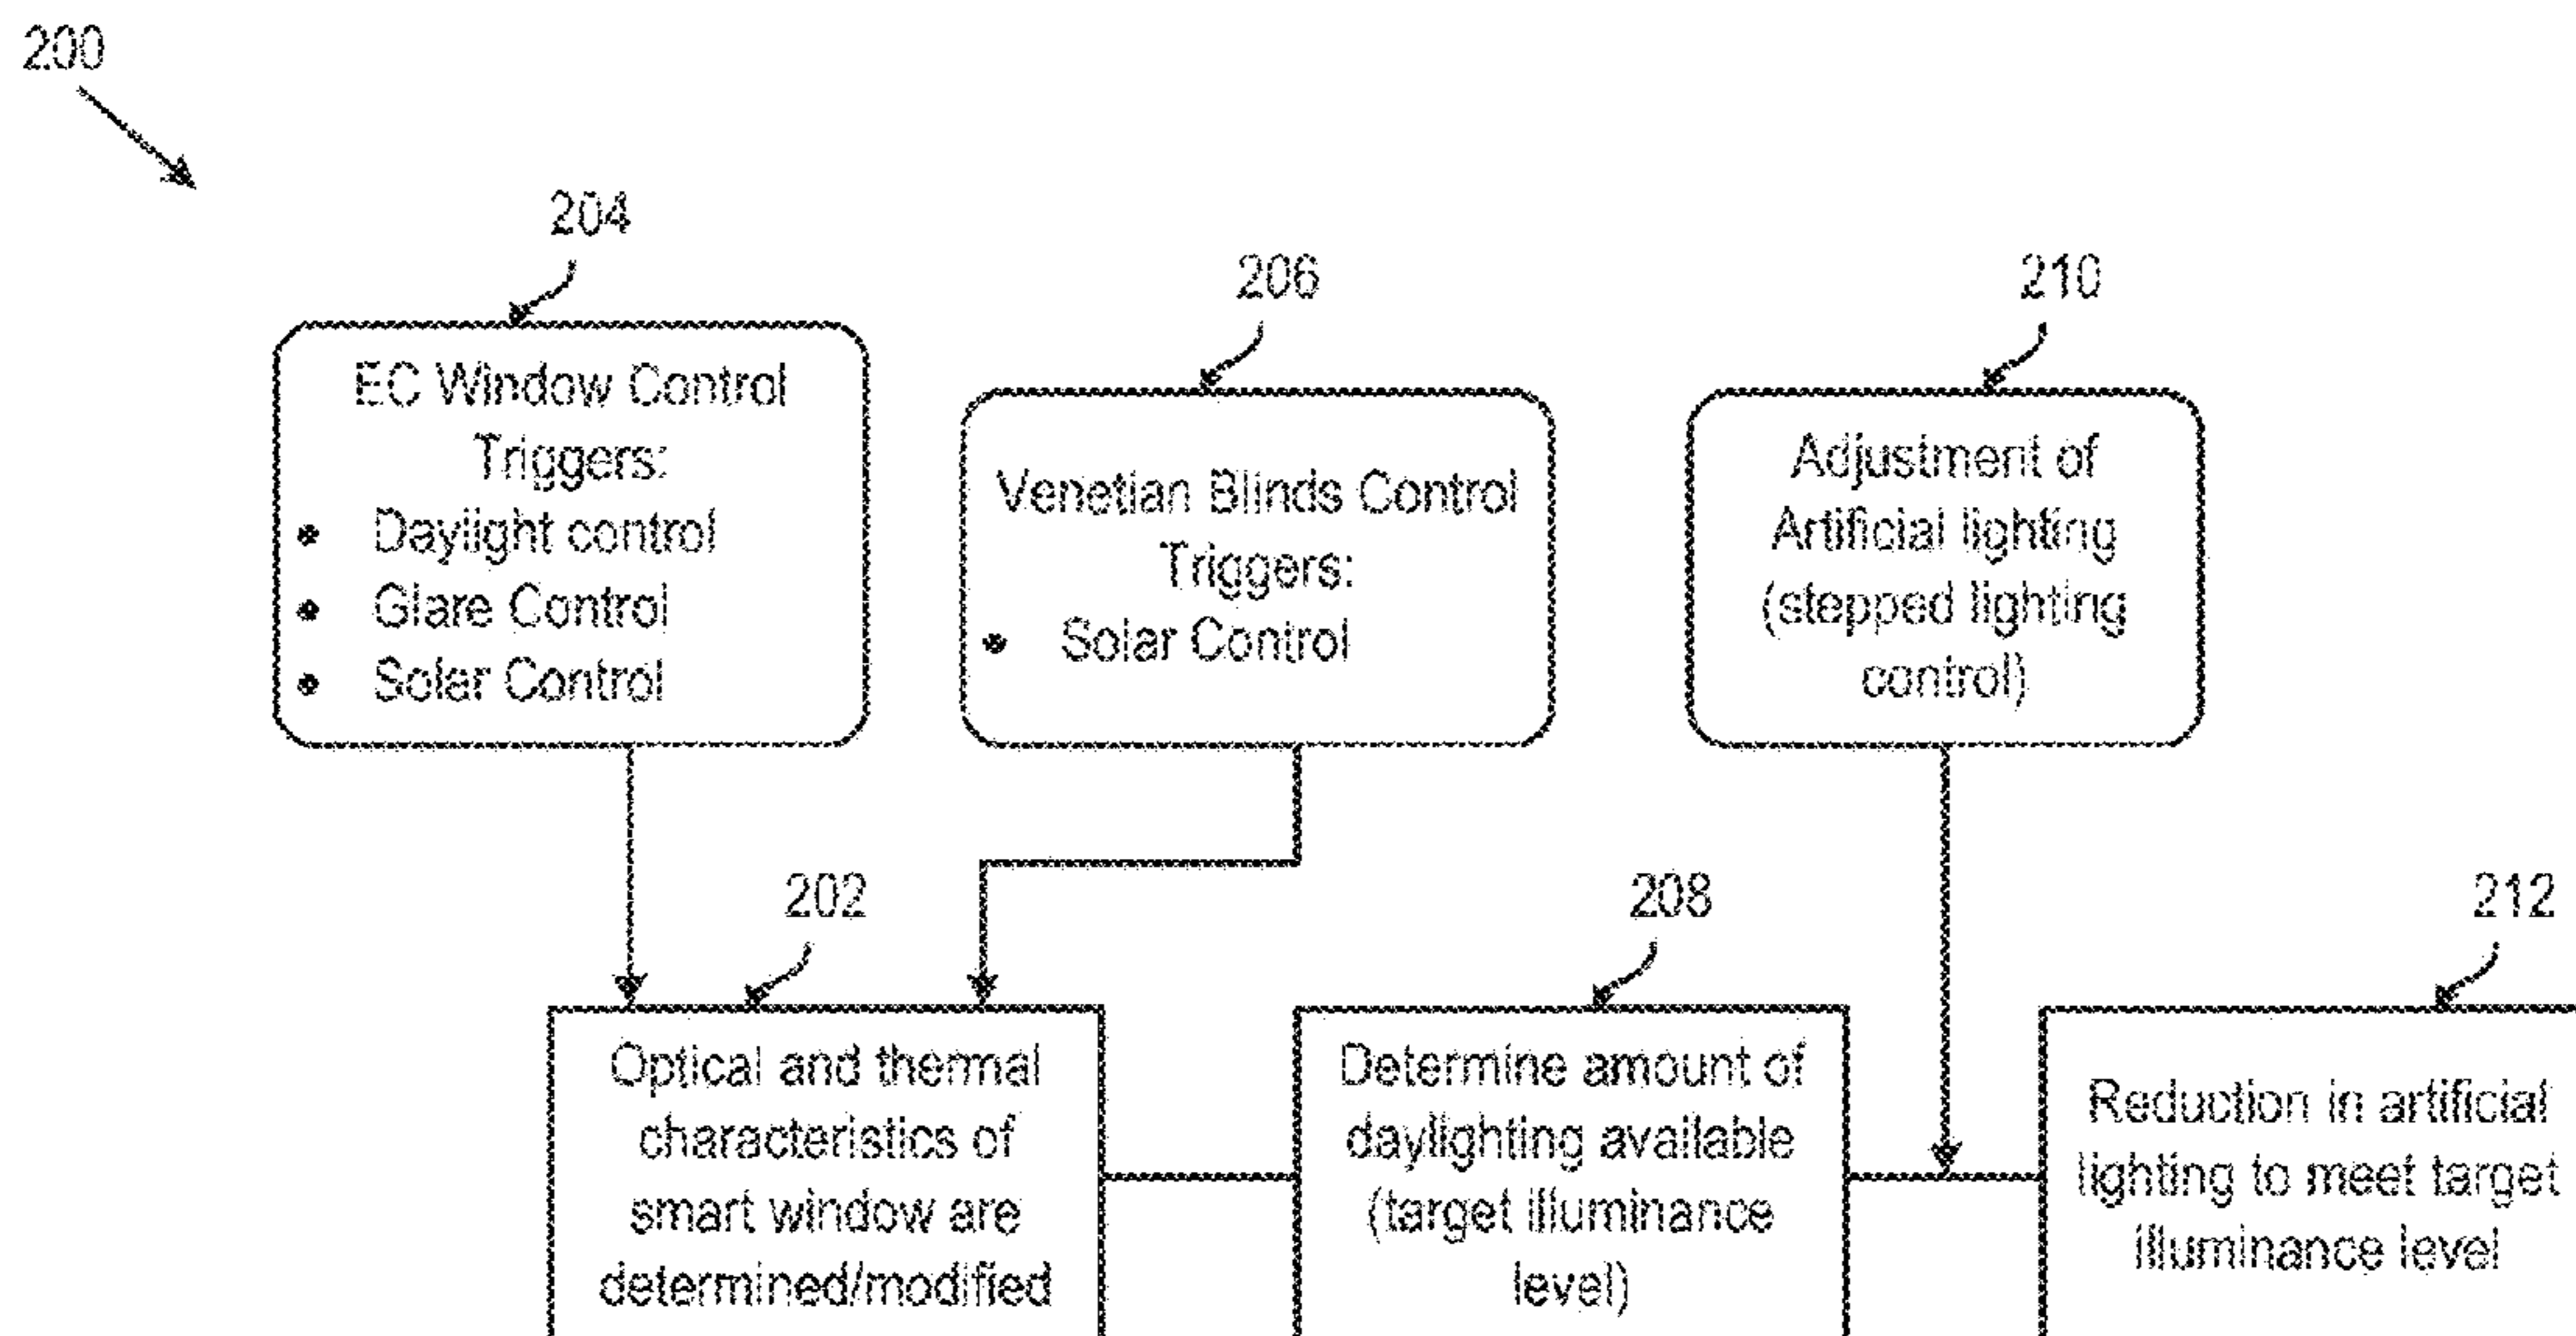 200
204
EC Window Control
Triggers:
• Daylight control
• Glare Control
• Solar Control
206
Venetian Blinds Control
Triggers:
• Solar Control
210
Adjustment of
Artificial lighting
(stepped lighting
control)
202
Optical and thermal
characteristics of
smart window are
determined/modified
208
Determine amount of
daylighting available
(target illuminance
level)
212
Reduction in artificial
lighting to meet target
illuminance level